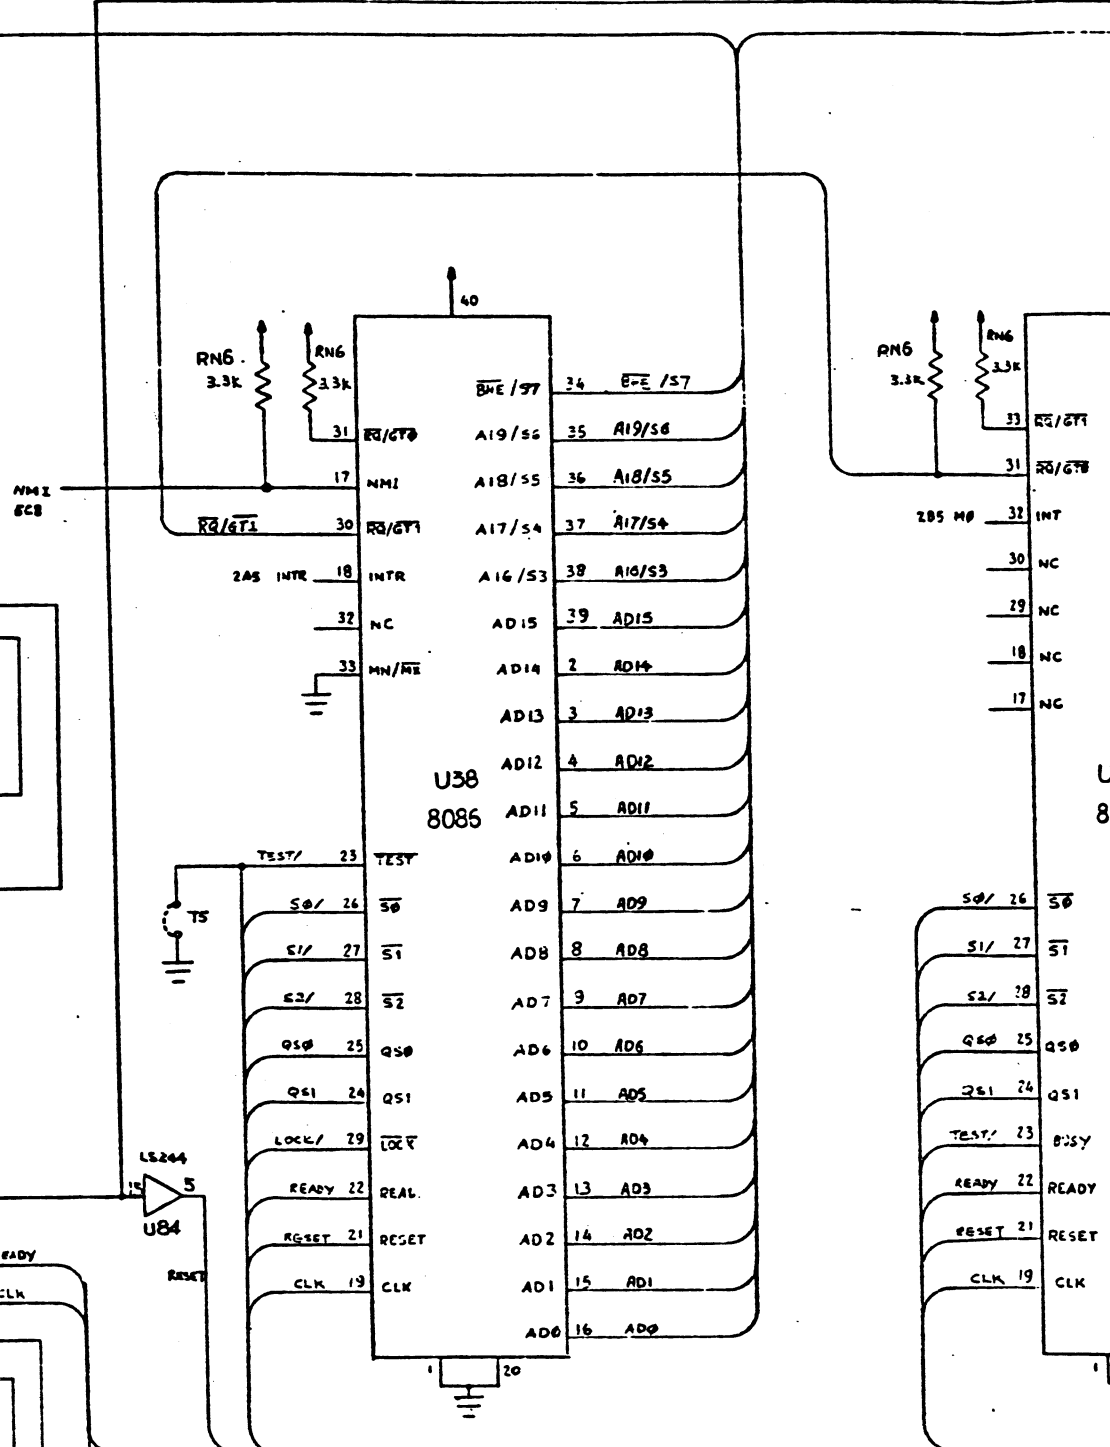 40
RN6
3.3K
RN6
3.3K
31 RQ/GT0
NMI
6C8
17 NMI
RQ/GT1 30 RQ/GT1
2A5 INTR 18 INTR
32 NC
33 MN/MX
U38
8086
BHE/S7 34 BHE/S7
A19/S6 35 A19/S6
A18/S5 36 A18/S5
A17/S4 37 A17/S4
A16/S3 38 A16/S3
AD15 39 AD15
AD14 2 AD14
AD13 3 AD13
AD12 4 AD12
AD11 5 AD11
AD10 6 AD10
AD9 7 AD9
AD8 8 AD8
AD7 9 AD7
AD6 10 AD6
AD5 11 AD5
AD4 12 AD4
AD3 13 AD3
AD2 14 AD2
AD1 15 AD1
AD0 16 AD0
TEST/ 23 TEST
T5
S0/ 26 S0
S1/ 27 S1
S2/ 28 S2
QS0 25 QS0
QS1 24 QS1
LOCK/ 29 LOCK
READY 22
RESET 21 RESET
CLK 19 CLK
1 20
LS244
15 5
U84
RESET
EADY
CLK
RN6
3.3K
RN6
3.3K
33 RQ/GT1
31 RQ/GT0
2B5 M0 32 INT
30 NC
29 NC
18 NC
17 NC
U
8
S0/ 26 S0
S1/ 27 S1
S2/ 28 S2
QS0 25 QS0
QS1 24 QS1
TEST/ 23 BUSY
READY 22 READY
RESET 21 RESET
CLK 19 CLK
1